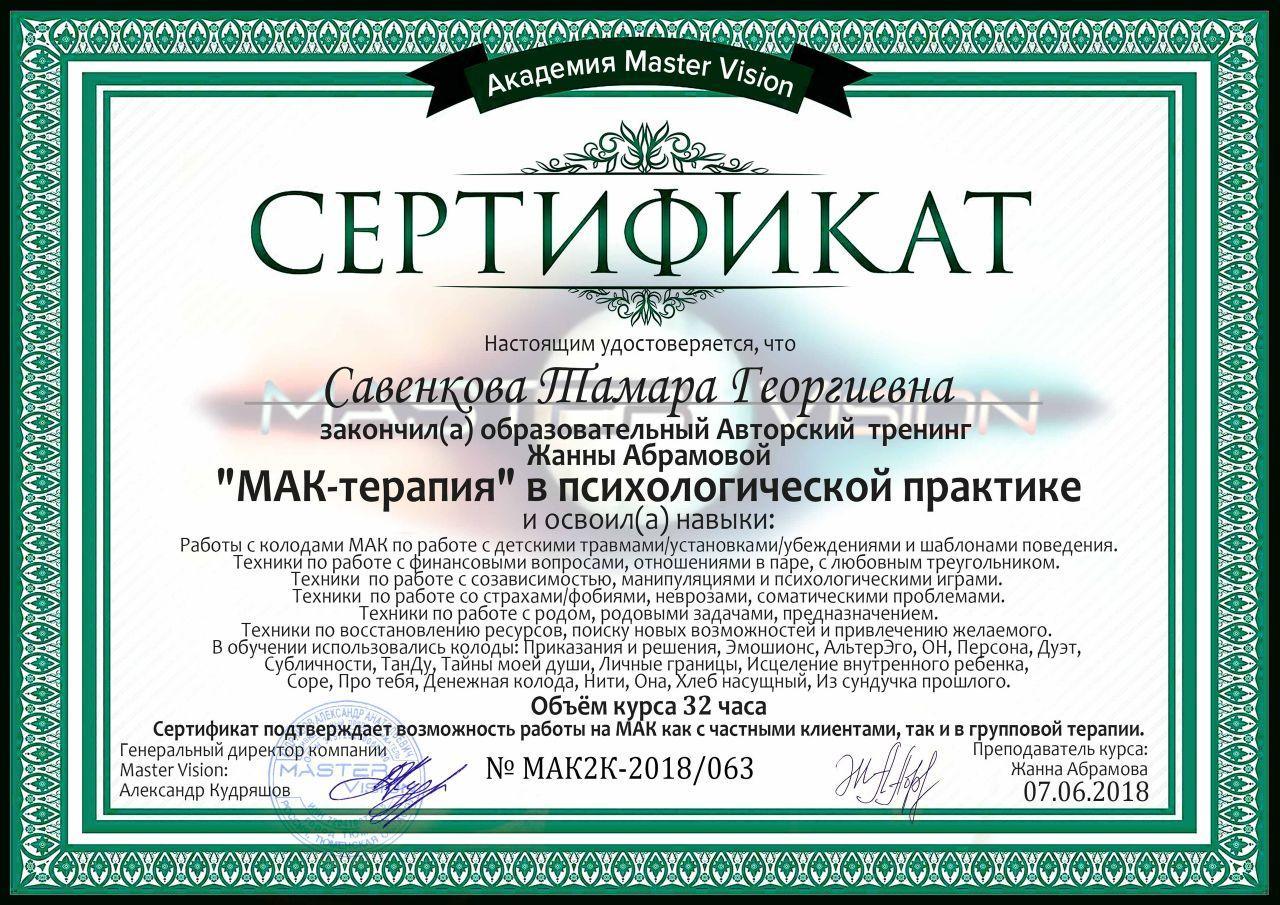 Академия Master Vision
СЕРТИФИКАТ
Настоящим удостоверяется, что
MASTER VISION
Савенкова Тамара Георгиевна
закончил(а) образовательный Авторский тренинг
Жанны Абрамовой
"МАК-терапия" в психологической практике
и освоил(а) навыки:
Работы с колодами МАК по работе с детскими травмами/установками/убеждениями и шаблонами поведения.
Техники по работе с финансовыми вопросами, отношениями в паре, с любовным треугольником.
Техники по работе с созависимостью, манипуляциями и психологическими играми.
Техники по работе со страхами/фобиями, неврозами, соматическими проблемами.
Техники по работе с родом, родовыми задачами, предназначением.
Техники по восстановлению ресурсов, поиску новых возможностей и привлечению желаемого.
В обучении использовались колоды: Приказания и решения, Эмошионс, АльтерЭго, ОН, Персона, Дуэт,
Субличности, ТанДу, Тайны моей души, Личные границы, Исцеление внутреннего ребенка,
Соре, Про тебя, Денежная колода, Нити, Она, Хлеб насущный, Из сундучка прошлого.
Объём курса 32 часа
Сертификат подтверждает возможность работы на МАК как с частными клиентами, так и в групповой терапии.
Генеральный директор компании
Master Vision:
Александр Кудряшов
MASTER
VISION
№ МАК2К-2018/063
Преподаватель курса:
Жанна Абрамова
07.06.2018